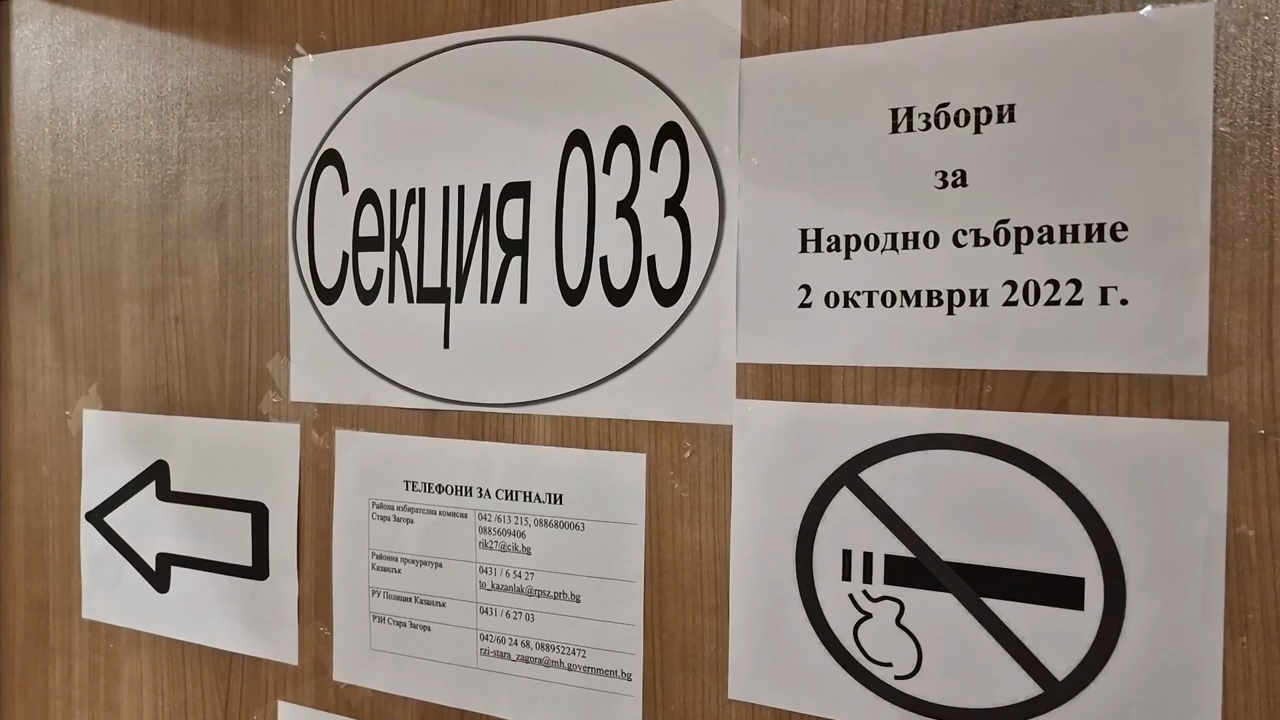 Секция 033
Избори
за
Народно събрание
2 октомври 2022 г.
ТЕЛЕФОНИ ЗА СИГНАЛИ
Района избирателна комисия
Стара Загора
042 /613 215, 0886800063
0885609406
rik27@cik.bg
Районна прокуратура
Казанлък
0431 / 6 54 27
to_kazanlak@rpsz.prb.bg
РУ Полиция Казанлък
0431 / 6 27 03
РЗИ Стара Загора
042/60 24 68, 0889522472
rzi-stara_zagora@mh.government.bg